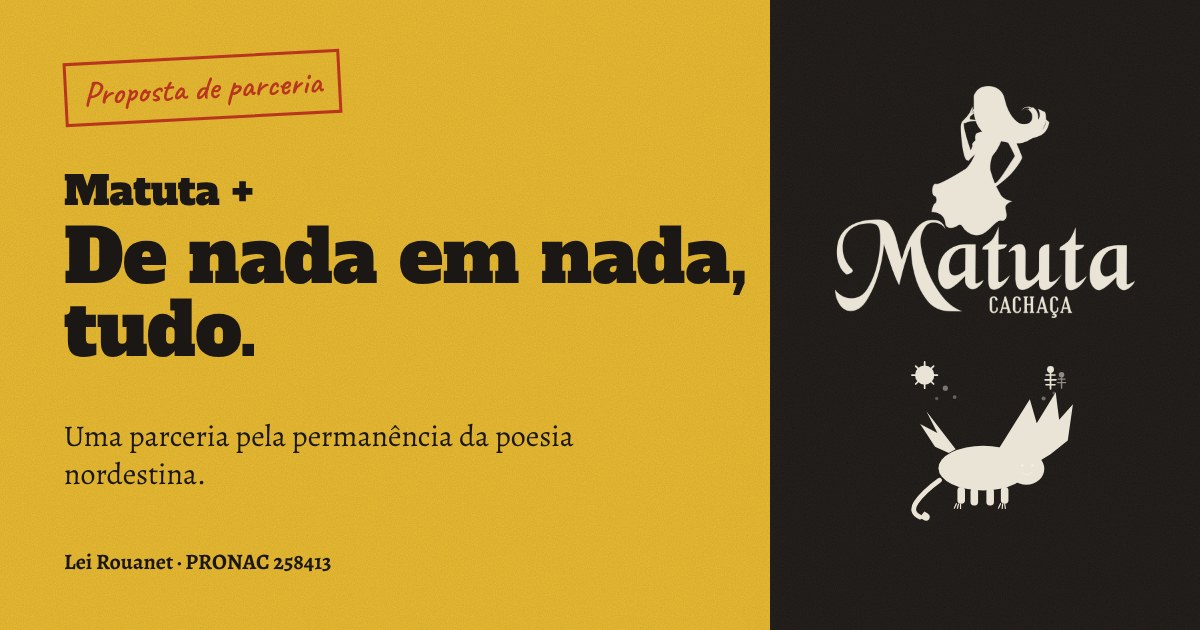 Proposta de parceria
Matuta +
De nada em nada,
tudo.
Uma parceria pela permanência da poesia
nordestina.
Lei Rouanet · PRONAC 258413
Matuta
CACHAÇA